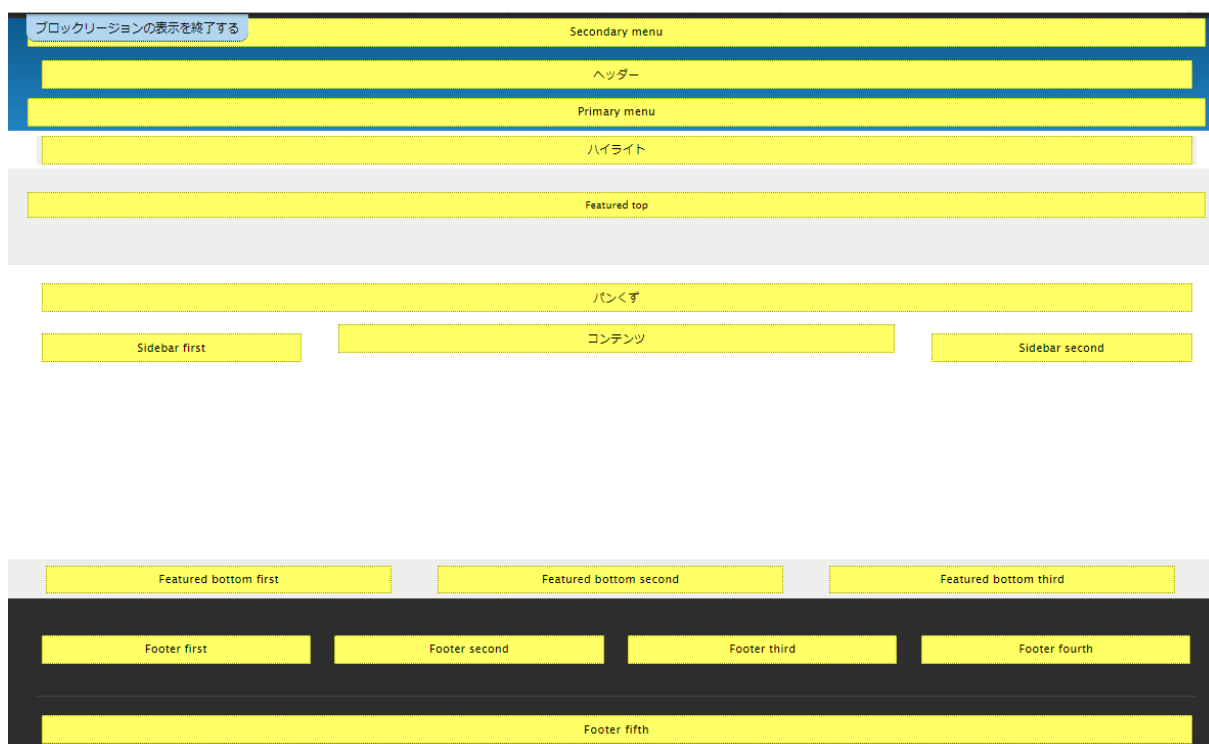 ブロックリージョンの表示を終了する
Secondary menu
ヘッダー
Primary menu
ハイライト
Featured top
パンくず
Sidebar first
コンテンツ
Sidebar second
Featured bottom first
Featured bottom second
Featured bottom third
Footer first
Footer second
Footer third
Footer fourth
Footer fifth